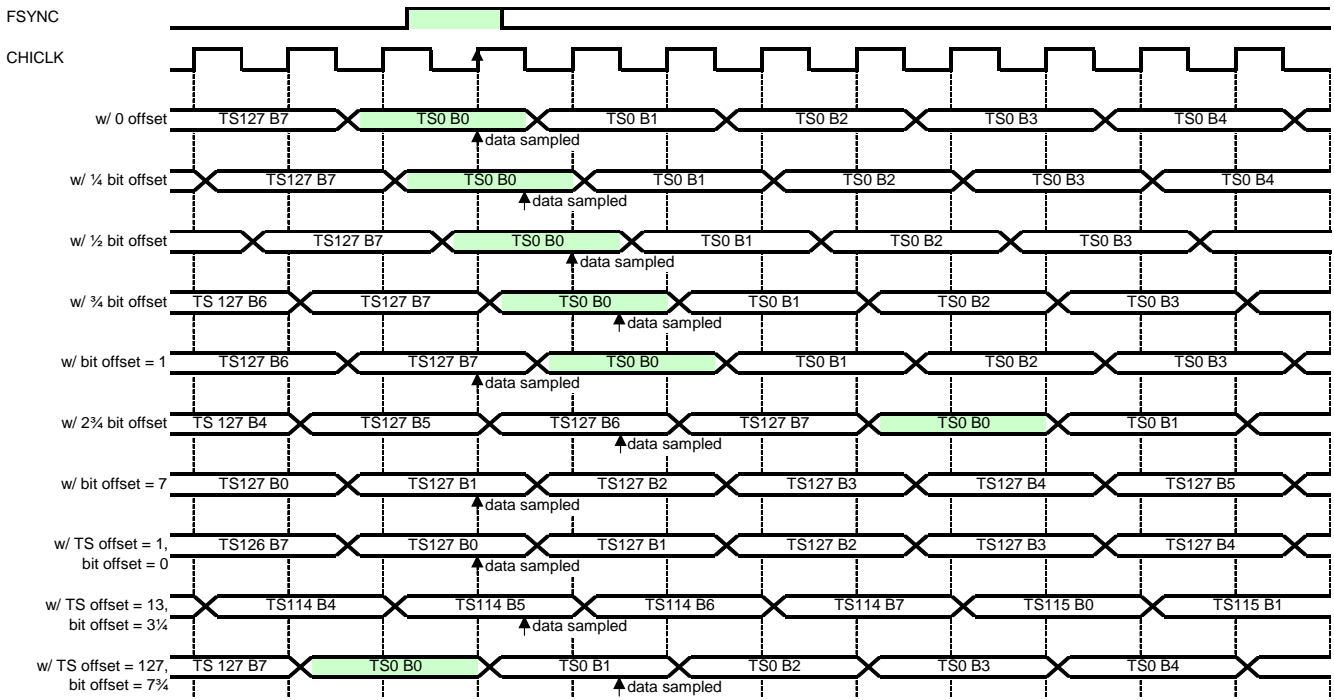 FSYNC
CHICLK
w/ 0 offset TS127 B7 TS0 B0 TS0 B1 TS0 B2 TS0 B3 TS0 B4
data sampled
w/ ¼ bit offset TS127 B7 TS0 B0 TS0 B1 TS0 B2 TS0 B3 TS0 B4
data sampled
w/ ½ bit offset TS127 B7 TS0 B0 TS0 B1 TS0 B2 TS0 B3
data sampled
w/ ¾ bit offset TS 127 B6 TS127 B7 TS0 B0 TS0 B1 TS0 B2 TS0 B3
data sampled
w/ bit offset = 1 TS127 B6 TS127 B7 TS0 B0 TS0 B1 TS0 B2 TS0 B3
data sampled
w/ 2¾ bit offset TS 127 B4 TS127 B5 TS127 B6 TS127 B7 TS0 B0 TS0 B1
data sampled
w/ bit offset = 7 TS127 B0 TS127 B1 TS127 B2 TS127 B3 TS127 B4 TS127 B5
data sampled
w/ TS offset = 1, TS126 B7 TS127 B0 TS127 B1 TS127 B2 TS127 B3 TS127 B4
bit offset = 0 data sampled
w/ TS offset = 13, TS114 B4 TS114 B5 TS114 B6 TS114 B7 TS115 B0 TS115 B1
bit offset = 3¼ data sampled
w/ TS offset = 127, TS 127 B7 TS0 B0 TS0 B1 TS0 B2 TS0 B3 TS0 B4
bit offset = 7¾ data sampled